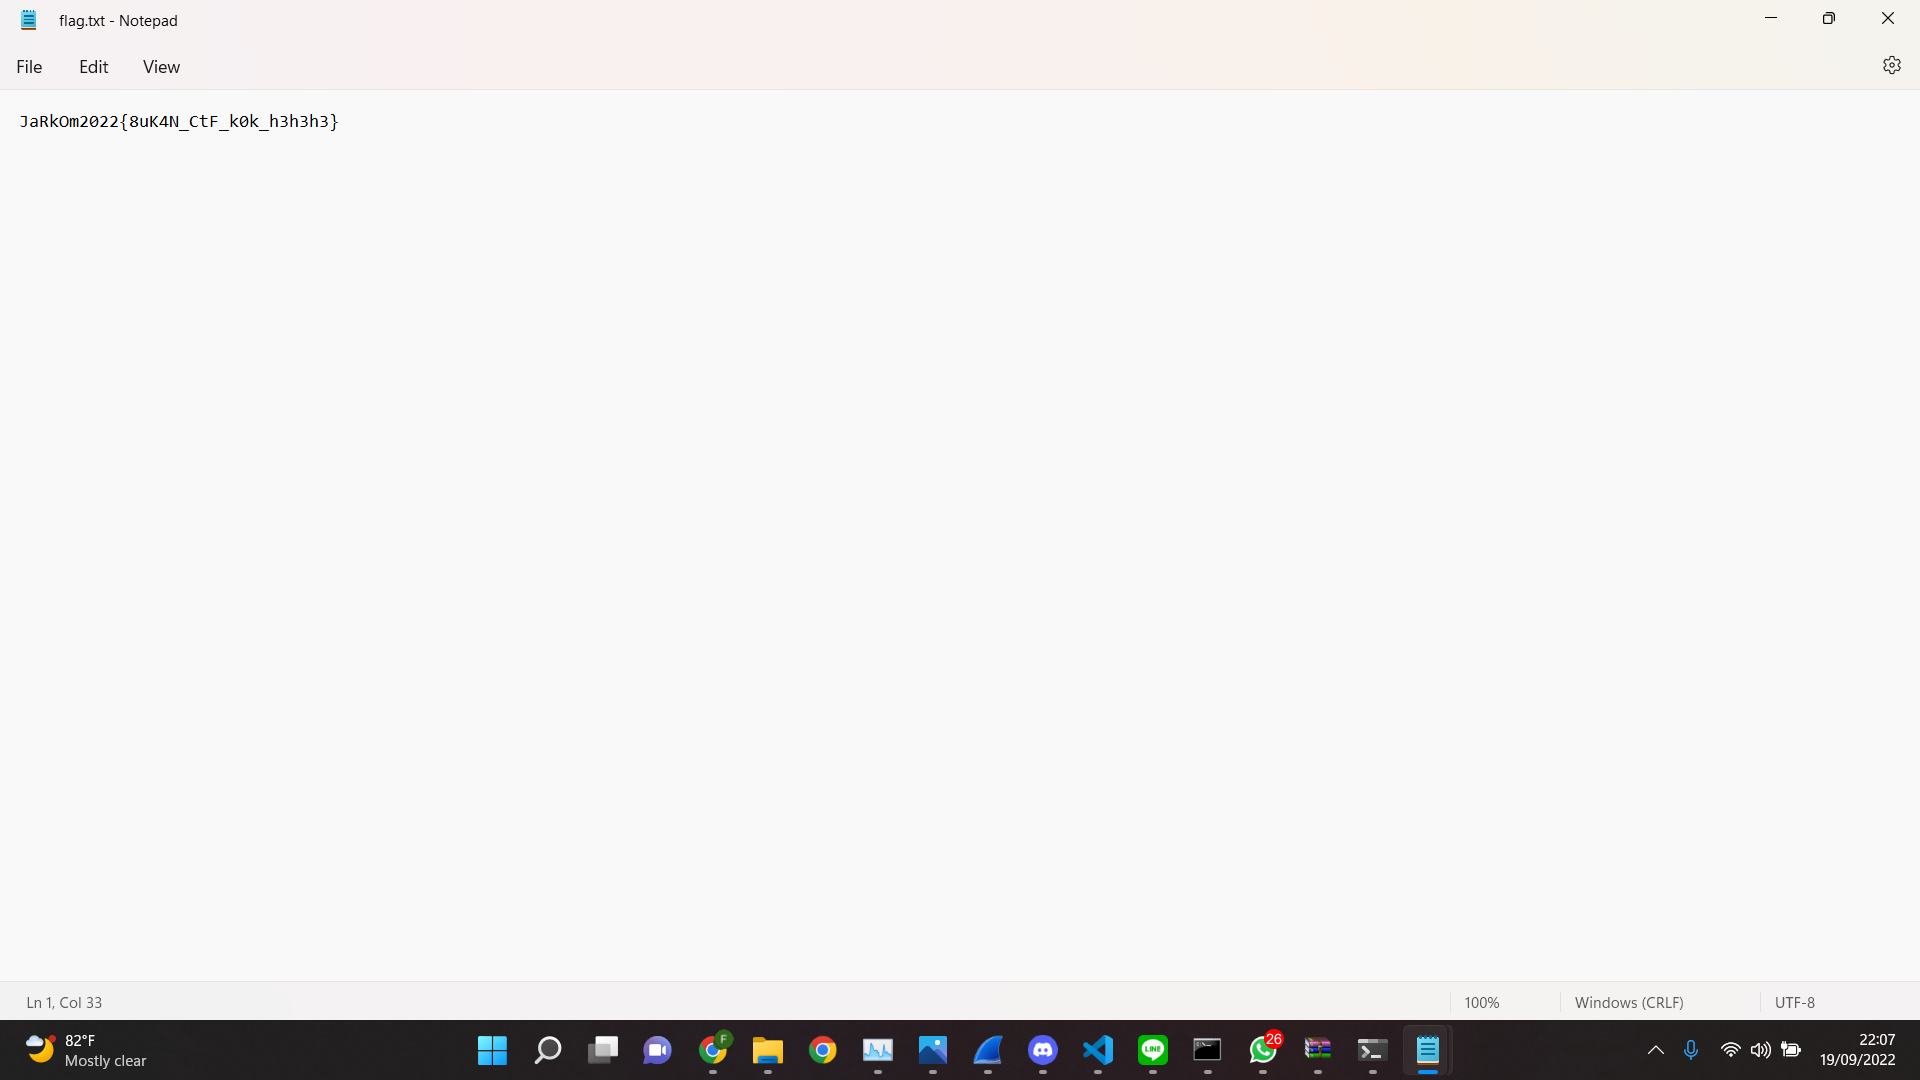 flag.txt - Notepad
File Edit View
JaRkOm2022{8uK4N_CtF_k0k_h3h3h3}
Ln 1, Col 33 100% Windows (CRLF) UTF-8
82°F
Mostly clear
F
LINE
26
22:07
19/09/2022